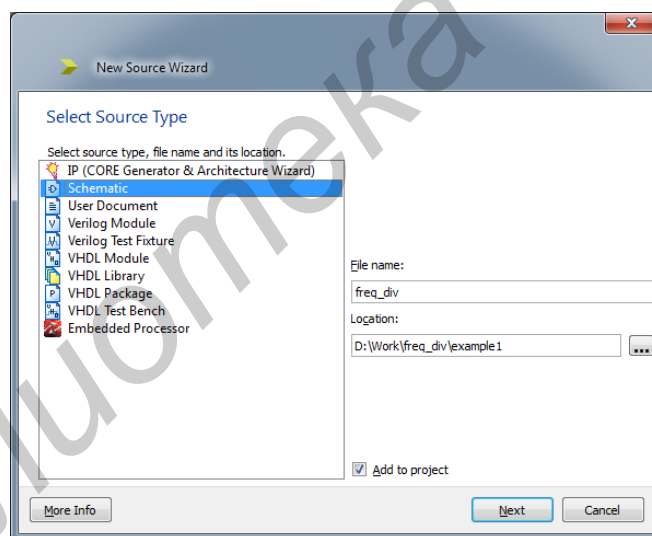 New Source Wizard
Select Source Type
Select source type, file name and its location.
IP (CORE Generator & Architecture Wizard)
Schematic
User Document
Verilog Module
Verilog Test Fixture
VHDL Module
VHDL Library
VHDL Package
VHDL Test Bench
Embedded Processor
File name:
freq_div
Location:
D:\Work\freq_div\example1
...
Add to project
More Info
Next
Cancel